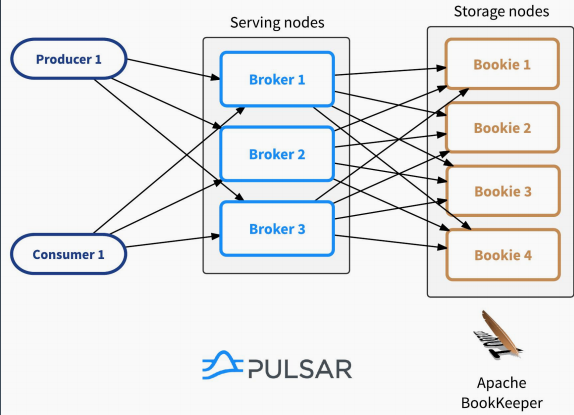 Serving nodes
Storage nodes
Producer 1
Consumer 1
Broker 1
Broker 2
Broker 3
Bookie 1
Bookie 2
Bookie 3
Bookie 4
PULSAR
Apache
BookKeeper